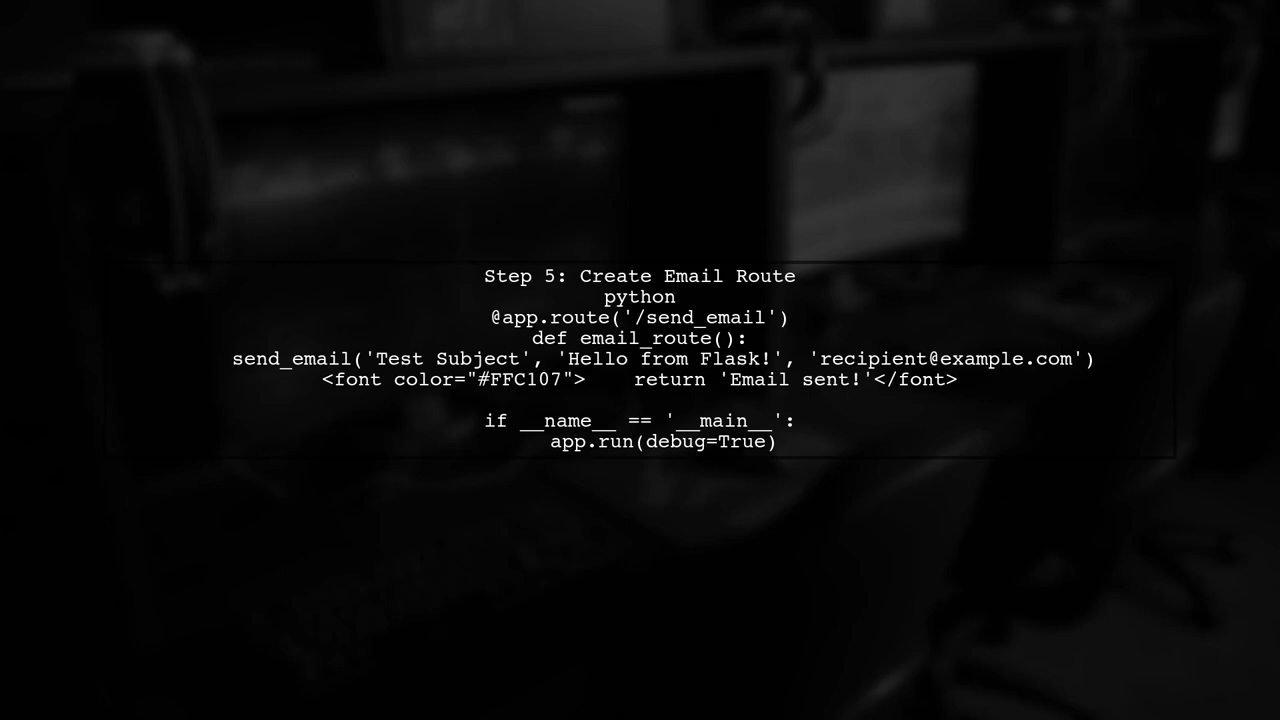 Step 5: Create Email Route
python
@app.route('/send_email')
def email_route():
send_email('Test Subject', 'Hello from Flask!', 'recipient@example.com')
<font color="#FFC107">    return 'Email sent!'</font>
if __name__ == '__main__':
app.run(debug=True)